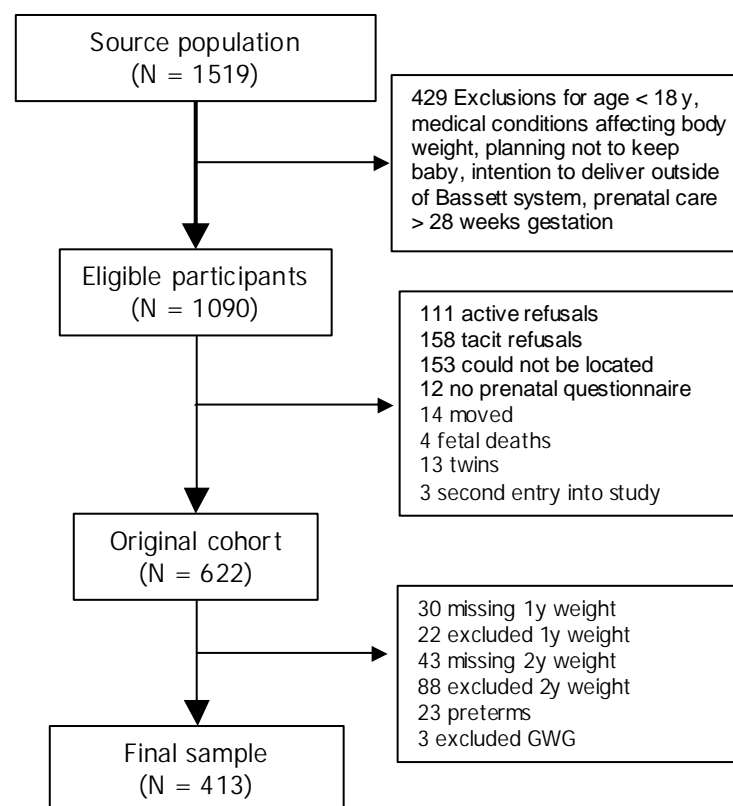 Source population
(N = 1519)
429 Exclusions for age < 18 y,
medical conditions affecting body
weight, planning not to keep
baby, intention to deliver outside
of Bassett system, prenatal care
> 28 weeks gestation
Eligible participants
(N = 1090)
111 active refusals
158 tacit refusals
153 could not be located
12 no prenatal questionnaire
14 moved
4 fetal deaths
13 twins
3 second entry into study
Original cohort
(N = 622)
30 missing 1y weight
22 excluded 1y weight
43 missing 2y weight
88 excluded 2y weight
23 preterms
3 excluded GWG
Final sample
(N = 413)